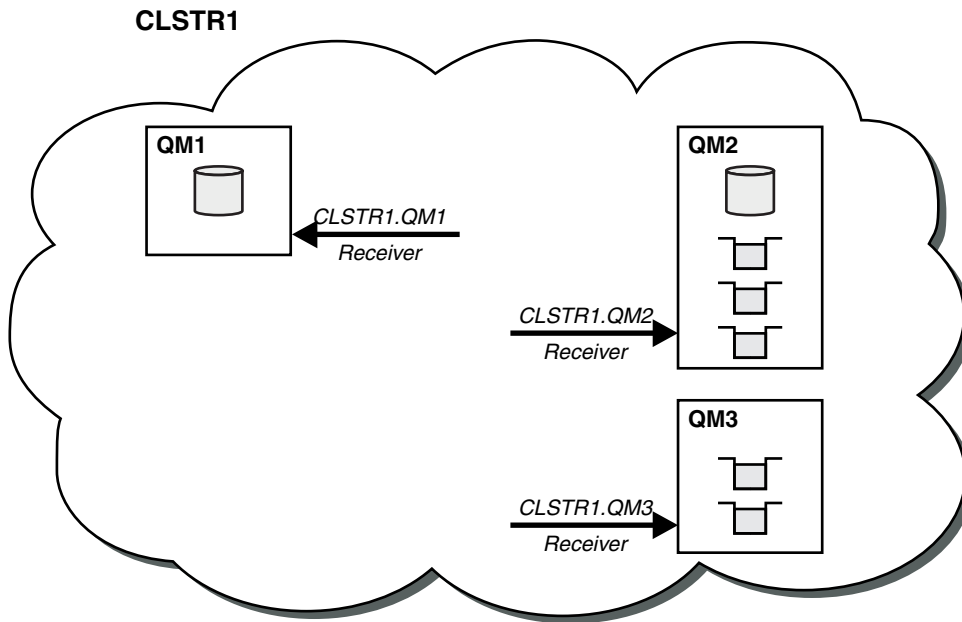 CLSTR1
QM1
CLSTR1.QM1
Receiver
QM2
CLSTR1.QM2
Receiver
QM3
CLSTR1.QM3
Receiver